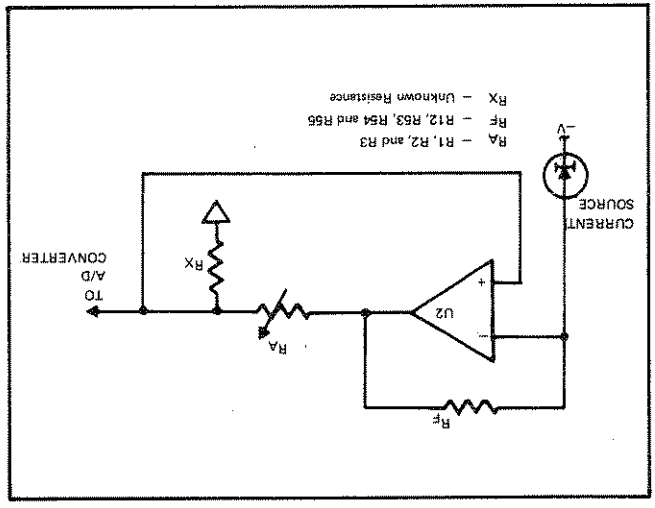 RF
RA
−
U2
+
TO
A/D
CONVERTER
RX
CURRENT
SOURCE
–V
RA – R1, R2, and R3
RF – R12, R53, R54 and R55
RX – Unknown Resistance